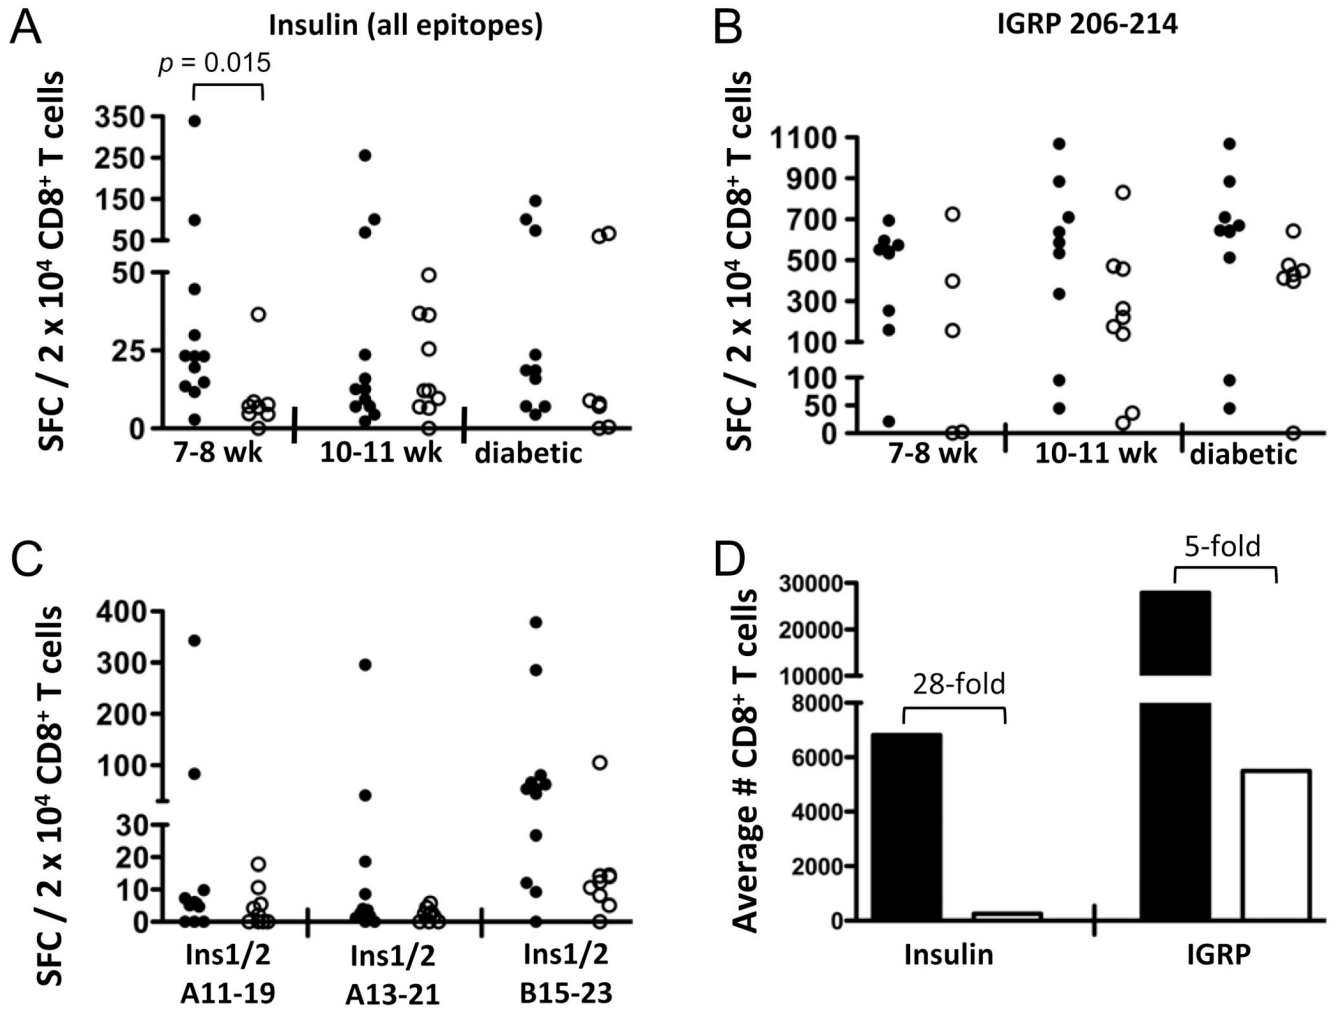 A
Insulin (all epitopes)
p = 0.015
SFC / 2 x 10⁴ CD8⁺ T cells
350
250
150
50
50
25
0
7-8 wk
10-11 wk
diabetic
B
IGRP 206-214
SFC / 2 x 10⁴ CD8⁺ T cells
1100
900
700
500
300
100
100
50
0
7-8 wk
10-11 wk
diabetic
C
SFC / 2 x 10⁴ CD8⁺ T cells
400
300
200
100
30
20
10
0
Ins1/2
A11-19
Ins1/2
A13-21
Ins1/2
B15-23
D
Average # CD8⁺ T cells
30000
20000
10000
8000
6000
4000
2000
0
28-fold
5-fold
Insulin
IGRP